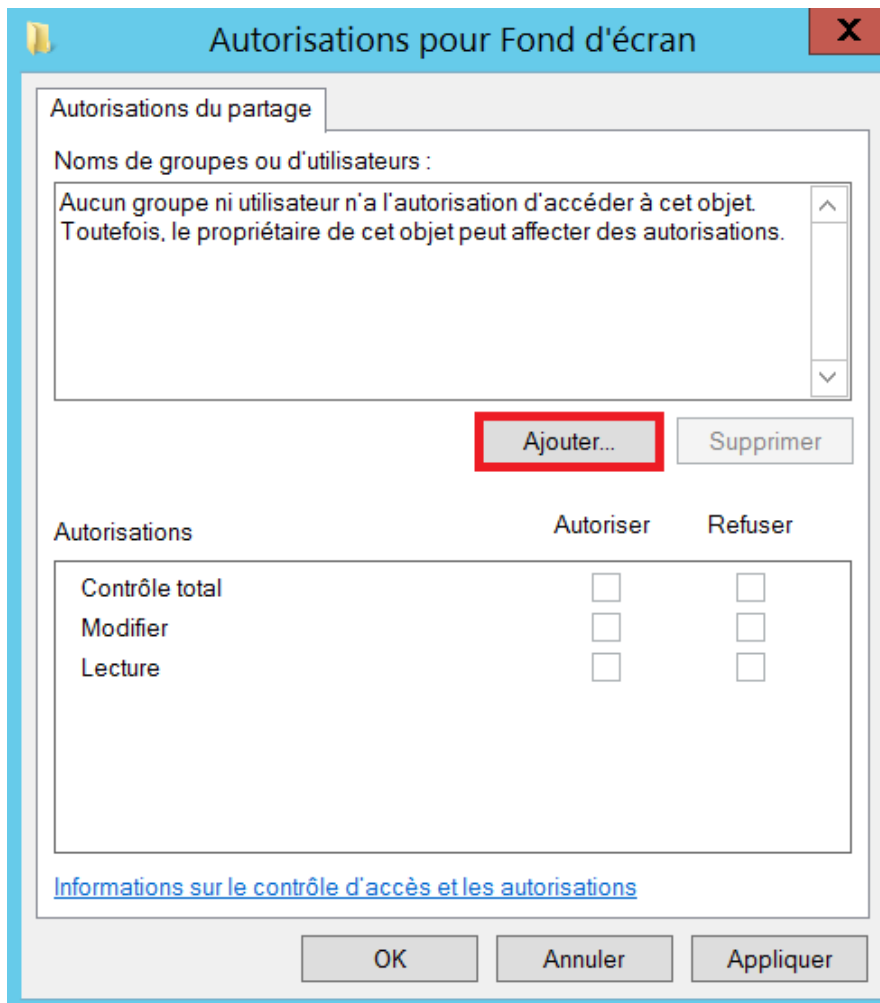 Autorisations pour Fond d'écran
X
Autorisations du partage
Noms de groupes ou d'utilisateurs :
Aucun groupe ni utilisateur n'a l'autorisation d'accéder à cet objet.
Toutefois, le propriétaire de cet objet peut affecter des autorisations.
Ajouter... Supprimer
Autorisations Autoriser Refuser
Contrôle total
Modifier
Lecture
Informations sur le contrôle d'accès et les autorisations
OK Annuler Appliquer